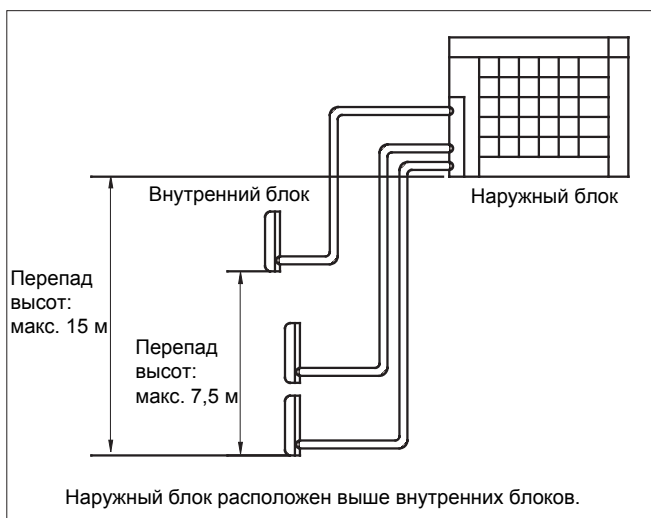 Внутренний блок
Наружный блок
Перепад
высот:
макс. 15 м
Перепад
высот:
макс. 7,5 м
Наружный блок расположен выше внутренних блоков.